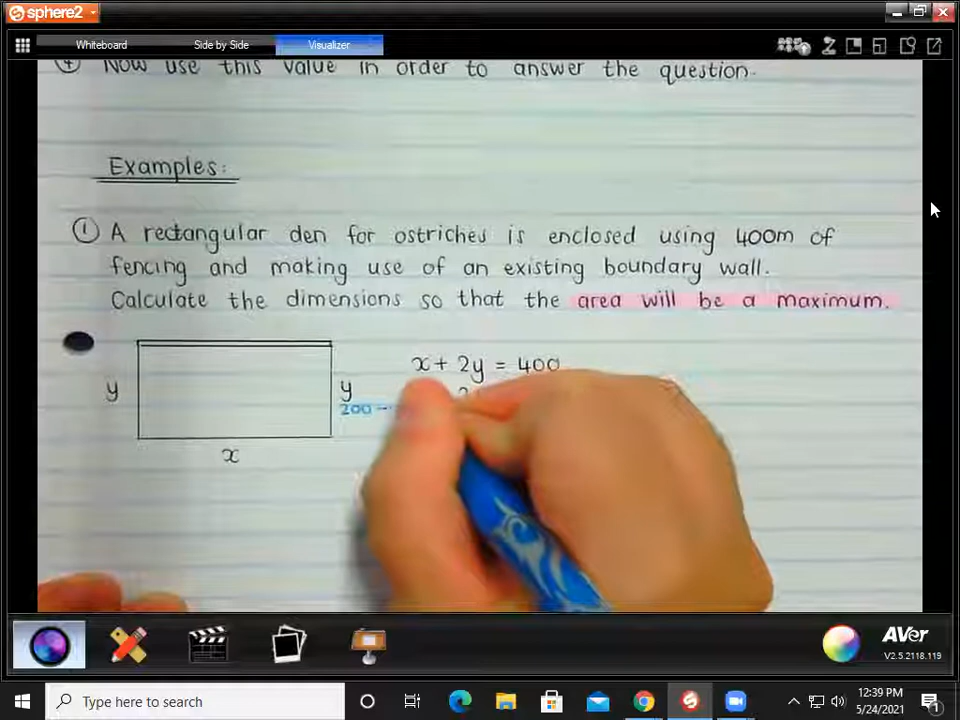 sphere2
Whiteboard
Side by Side
Visualizer
④ Now use this value in order to answer the question.
Examples:
① A rectangular den for ostriches is enclosed using 400m of
fencing and making use of an existing boundary wall.
Calculate the dimensions so that the area will be a maximum.
x + 2y = 400
y
y
200 -
x
AVer
V2.5.2118.119
Type here to search
12:39 PM
5/24/2021
1